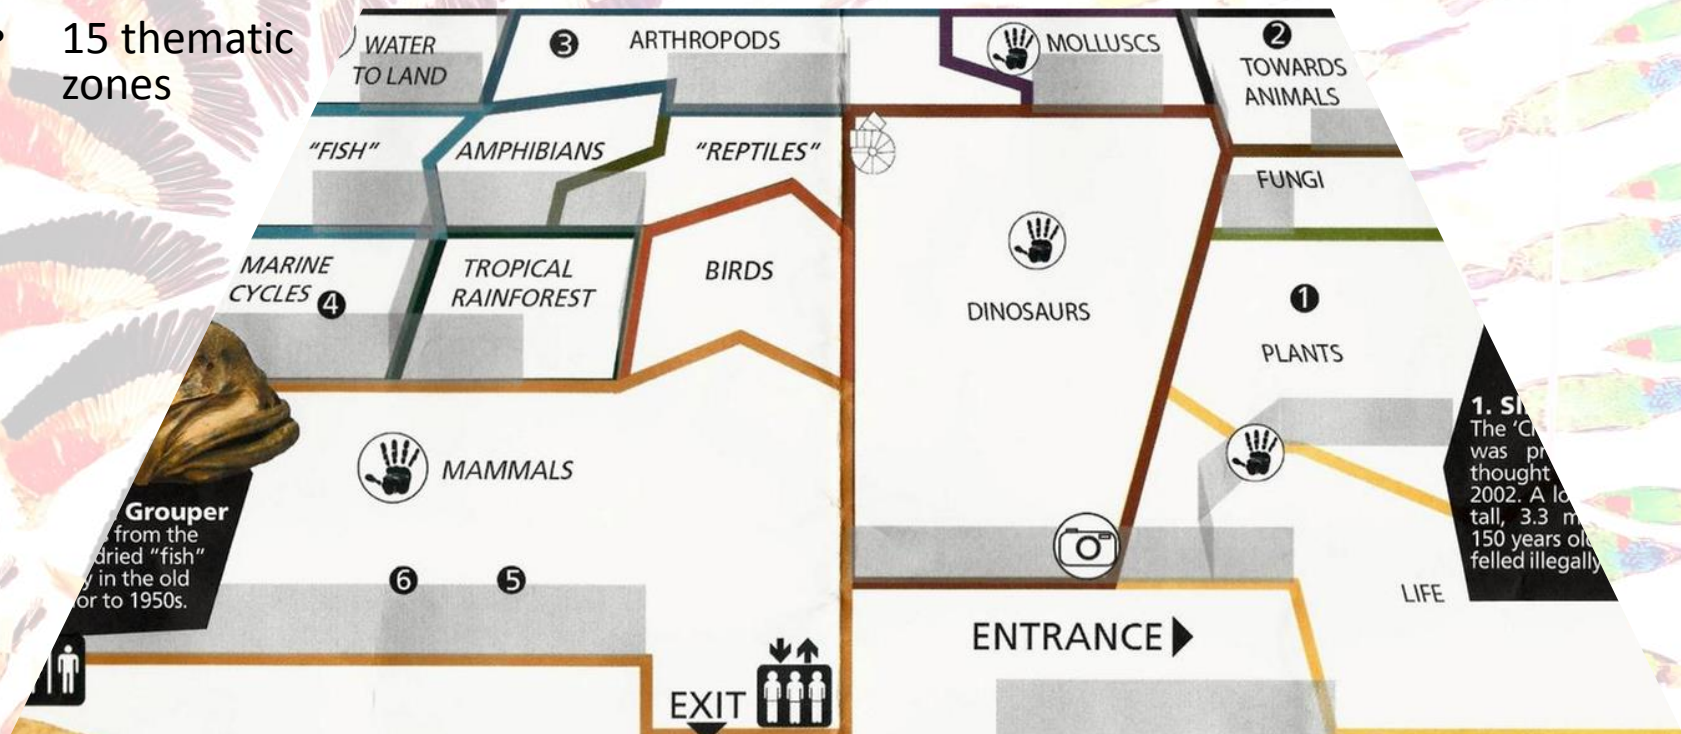 • 15 thematic
zones
WATER
TO LAND
3
ARTHROPODS
MOLLUSCS
2
TOWARDS
ANIMALS
"FISH"
AMPHIBIANS
"REPTILES"
FUNGI
MARINE
CYCLES 4
TROPICAL
RAINFOREST
BIRDS
DINOSAURS
1
PLANTS
MAMMALS
6 5
Grouper
from the
dried "fish"
in the old
or to 1950s.
1.
The
was
thought
2002. A
tall, 3.3
150 years
felled illegally
LIFE
ENTRANCE
EXIT